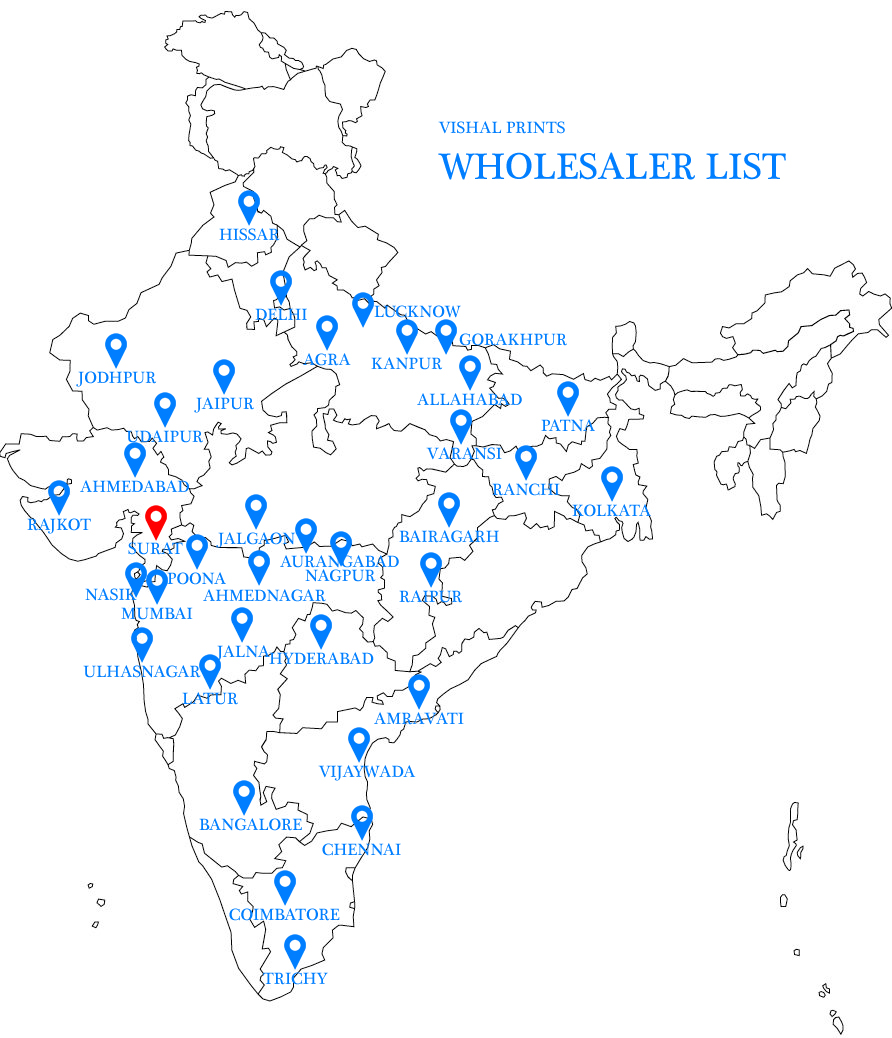 VISHAL PRINTS
WHOLESALER LIST
HISSAR
DELHI
LUCKNOW
GORAKHPUR
AGRA
KANPUR
JODHPUR
JAIPUR
ALLAHABAD
PATNA
UDAIPUR
VARANSI
AHMEDABAD
RANCHI
KOLKATA
RAJKOT
JALGAON
BAIRAGARH
SURAT
AURANGABAD
NAGPUR
POONA
NASIK
AHMEDNAGAR
RAIPUR
MUMBAI
JALNA
HYDERABAD
ULHASNAGAR
LATUR
AMRAVATI
VIJAYWADA
BANGALORE
CHENNAI
COIMBATORE
TRICHY